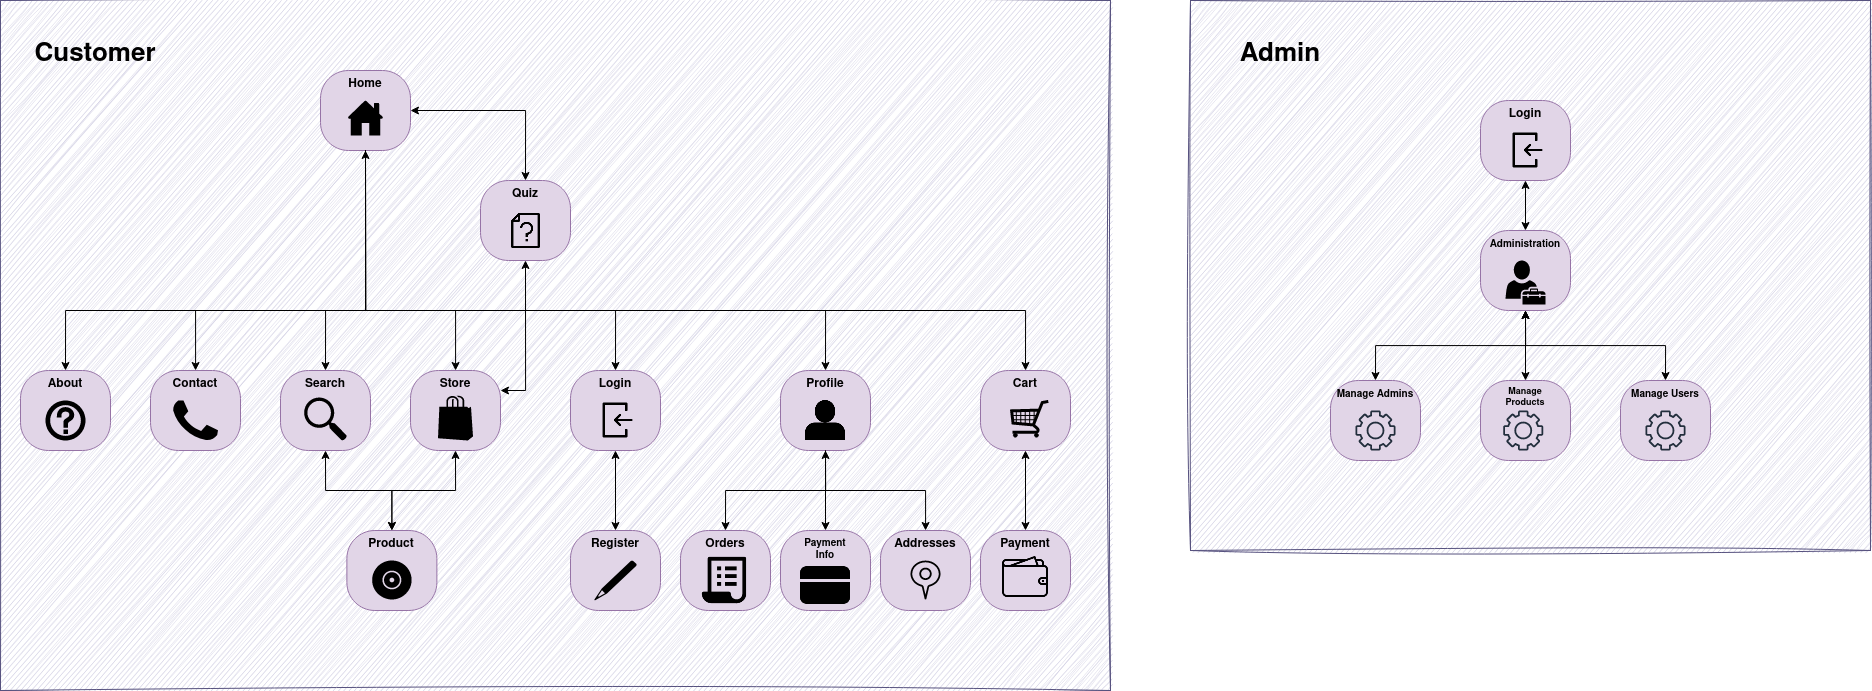 Customer
Home
Quiz
About
Contact
Search
Store
Login
Profile
Cart
Product
Register
Orders
Payment
Info
Addresses
Payment
Admin
Login
Administration
Manage Admins
Manage
Products
Manage Users